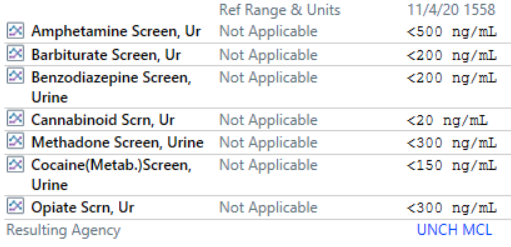 Ref Range & Units 11/4/20 1558
Amphetamine Screen, Ur Not Applicable <500 ng/mL
Barbiturate Screen, Ur Not Applicable <200 ng/mL
Benzodiazepine Screen, Not Applicable <200 ng/mL
Urine
Cannabinoid Scrn, Ur Not Applicable <20 ng/mL
Methadone Screen, Urine Not Applicable <300 ng/mL
Cocaine(Metab.)Screen, Not Applicable <150 ng/mL
Urine
Opiate Scrn, Ur Not Applicable <300 ng/mL
Resulting Agency UNCH MCL